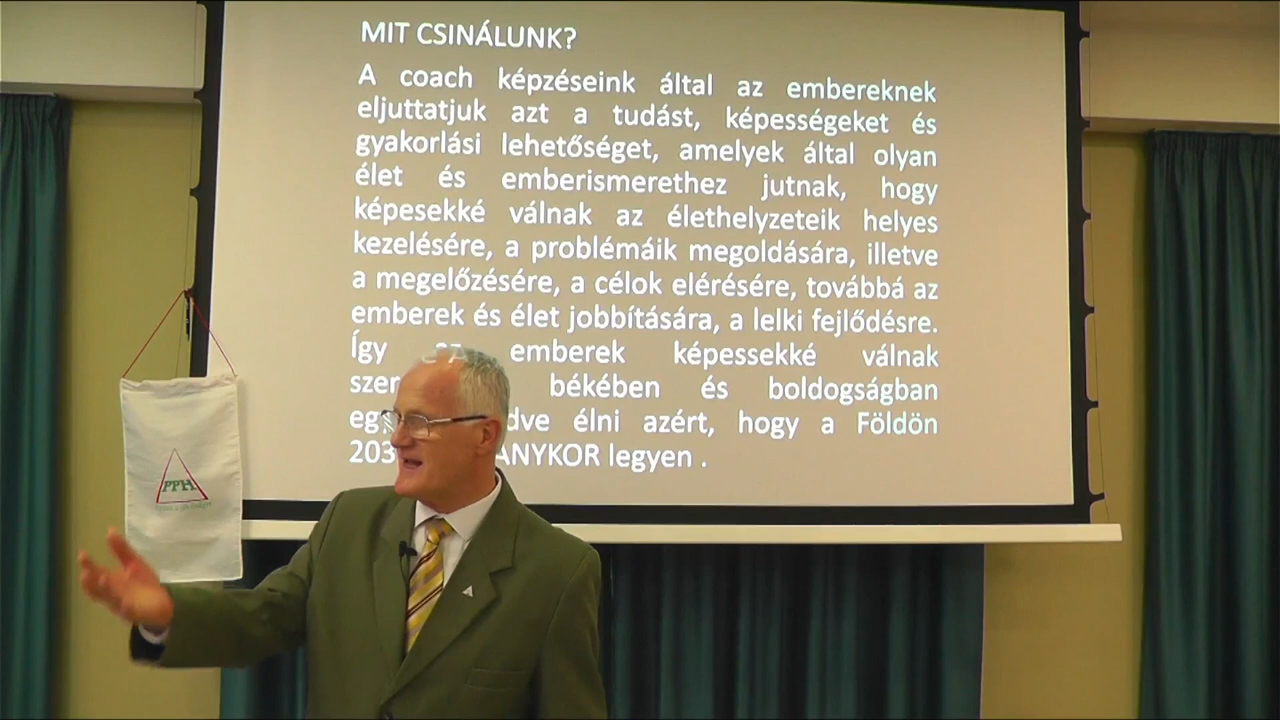 MIT CSINÁLUNK?
A coach képzéseink által az embereknek
eljuttatjuk azt a tudást, képességeket és
gyakorlási lehetőséget, amelyek által olyan
élet és emberismerethez jutnak, hogy
képesekké válnak az élethelyzeteik helyes
kezelésére, a problémáik megoldására, illetve
a megelőzésére, a célok elérésére, továbbá az
emberek és élet jobbítására, a lelki fejlődésre.
Így az emberek képessekké válnak
békében és boldogságban
élni azért, hogy a Földön
legyen .
PPH